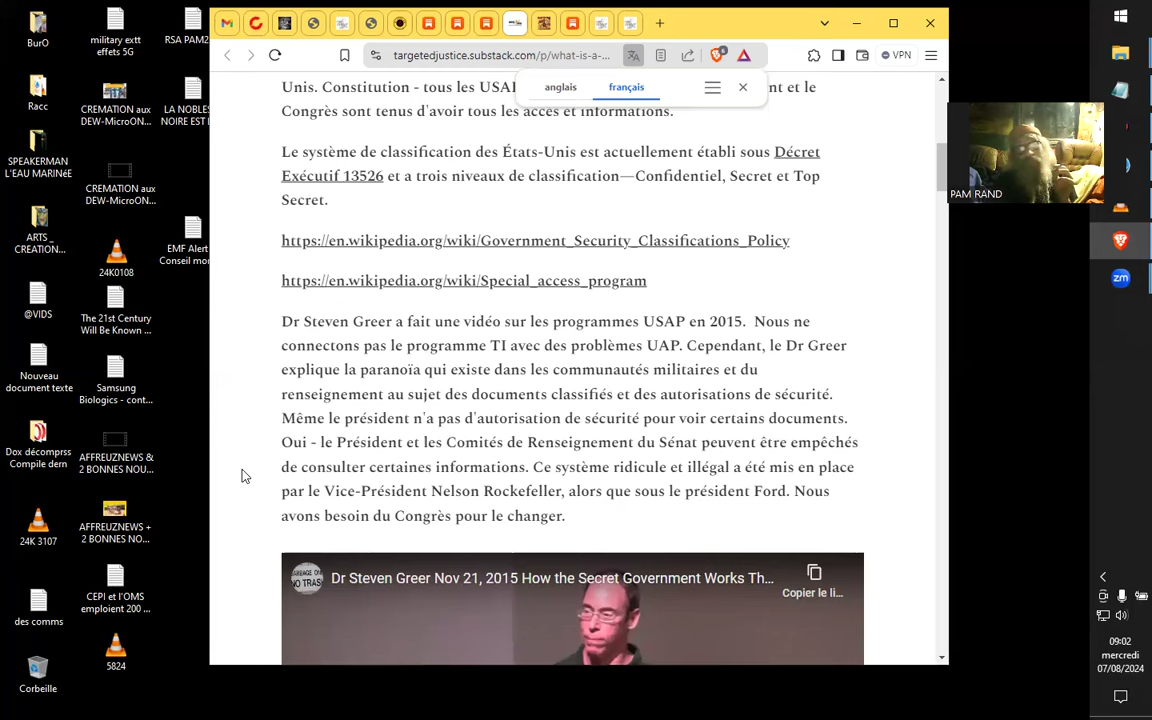 BurO
military extt
effets 5G
RSA PAM2
Racc
CREMATION aux
DEW-MicroON...
LA NOBLES
NOIRE EST I
SPEAKERMAN
L'EAU MARINéE
CREMATION aux
DEW-MicroON...
ARTS _
CREATION...
24K0108
EMF Alert
Conseil mor
@VIDS
The 21st Century
Will Be Known ...
Nouveau
document texte
Samsung
Biologics - cont...
Dox décomprss
Compile dern
AFFREUZNEWS
& 2 BONNES NOU...
24K 3107
AFFREUZNEWS +
2 BONNES NO...
des comms
CEPI et l'OMS
emploient 200 ...
5824
Corbeille
targetedjustice.substack.com/p/what-is-a-...
6
VPN
anglais
français
Unis. Constitution - tous les USAP
nt et le
Congrès sont tenus d'avoir tous les accès et informations.
Le système de classification des États-Unis est actuellement établi sous Décret
Exécutif 13526 et a trois niveaux de classification—Confidentiel, Secret et Top
Secret.
https://en.wikipedia.org/wiki/Government_Security_Classifications_Policy
https://en.wikipedia.org/wiki/Special_access_program
Dr Steven Greer a fait une vidéo sur les programmes USAP en 2015. Nous ne
connectons pas le programme TI avec des problèmes UAP. Cependant, le Dr Greer
explique la paranoïa qui existe dans les communautés militaires et du
renseignement au sujet des documents classifiés et des autorisations de sécurité.
Même le président n'a pas d'autorisation de sécurité pour voir certains documents.
Oui - le Président et les Comités de Renseignement du Sénat peuvent être empêchés
de consulter certaines informations. Ce système ridicule et illégal a été mis en place
par le Vice-Président Nelson Rockefeller, alors que sous le président Ford. Nous
avons besoin du Congrès pour le changer.
Dr Steven Greer Nov 21, 2015 How the Secret Government Works Th...
Copier le li...
PAM RAND
zm
09:02
mercredi
07/08/2024